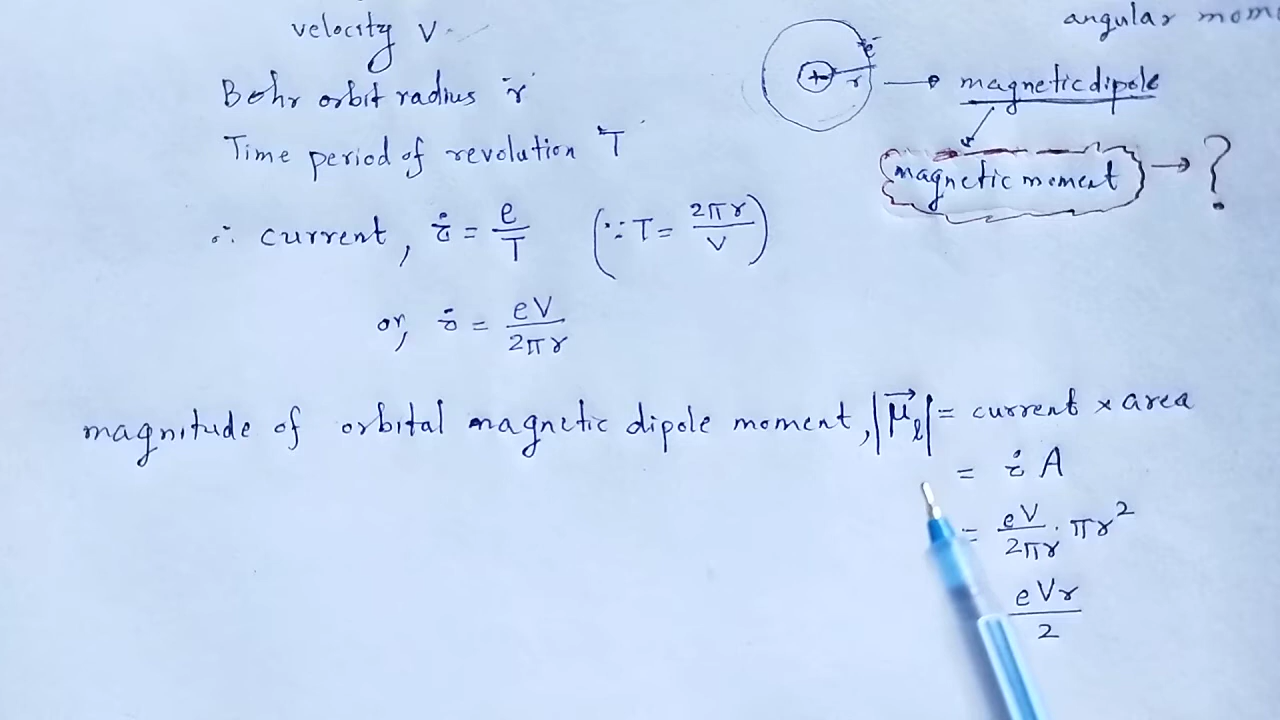 velocity v
angular mom
Bohr orbit radius 'r'
e⁻
+
r → magnetic dipole
Time period of revolution 'T'
magnetic moment → ?
∴ current, i = e/T (∵ T = 2πr/v)
or, i = eV/2πr
magnitude of orbital magnetic dipole moment, |μ⃗ₗ| = current × area
= i A
= eV/2πr · πr²
eVr/2